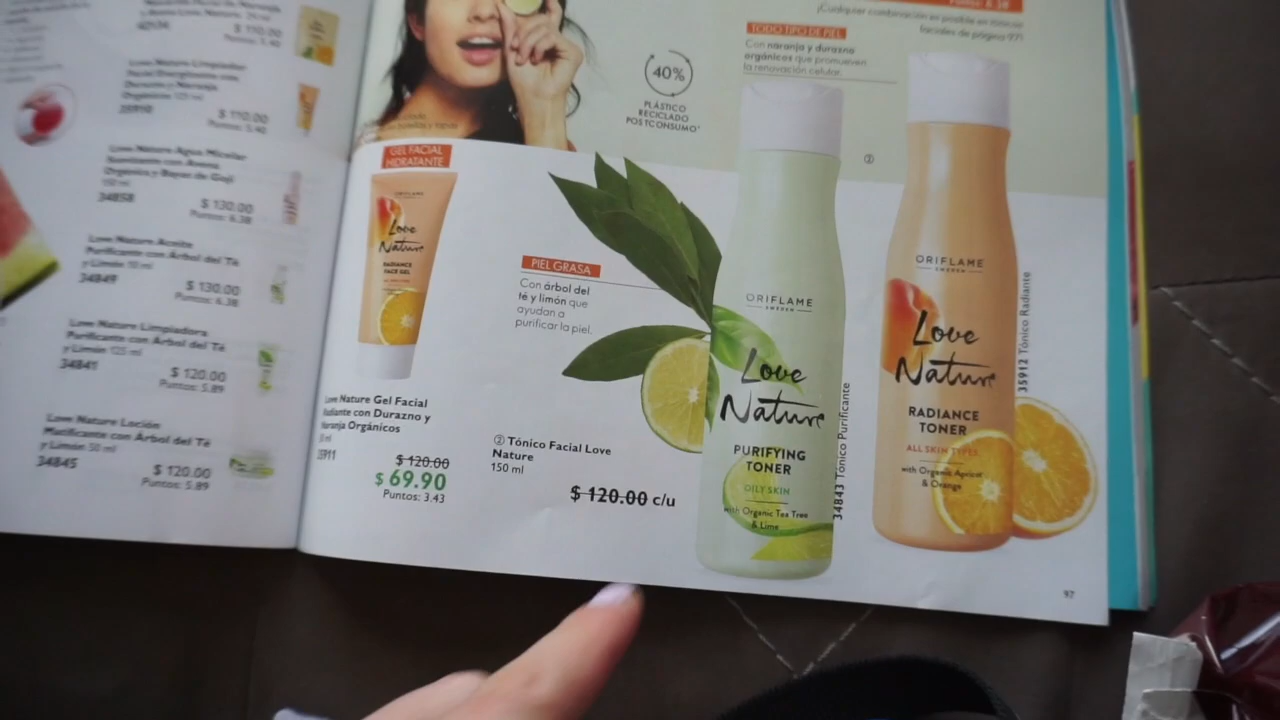 $ 110.00
$ 110.00
Puntos: 5.40
Love Nature Agua Micelar
Orgánica y Bayas de Goji
150 ml
34858
$ 130.00
Puntos: 6.38
Love Nature Aceite
Purificante con Árbol del Té
y Limón 10 ml
34849
$ 130.00
Puntos: 6.38
Love Nature Limpiadora
Purificante con Árbol del Té
y Limón 125 ml
34841
$ 120.00
Puntos: 5.89
Love Nature Loción
Matificante con Árbol del Té
y Limón 50 ml
34845
$ 120.00
Puntos: 5.89
GEL FACIAL
HIDRATANTE
ORIFLAME
Love
Nature
RADIANCE
FACE GEL
Love Nature Gel Facial
Radiante con Durazno y
Naranja Orgánicos
$ 120.00
$ 69.90
Puntos: 3.43
40%
PLÁSTICO
RECICLADO
POSTCONSUMO*
PIEL GRASA
Con árbol del
té y limón que
ayudan a
purificar la piel.
② Tónico Facial Love
Nature
150 ml
$ 120.00 c/u
¡Cualquier combinación es posible en tónicos
faciales de página 97!
TODO TIPO DE PIEL
Con naranja y durazno
orgánicos que promueven
la renovación celular.
②
ORIFLAME
SWEDEN
Love
Nature
PURIFYING
TONER
OILY SKIN
with Organic Tea Tree
& Lime
34843 Tónico Purificante
ORIFLAME
SWEDEN
Love
Nature
RADIANCE
TONER
ALL SKIN TYPES
with Organic Apricot
& Orange
35912 Tónico Radiante
97